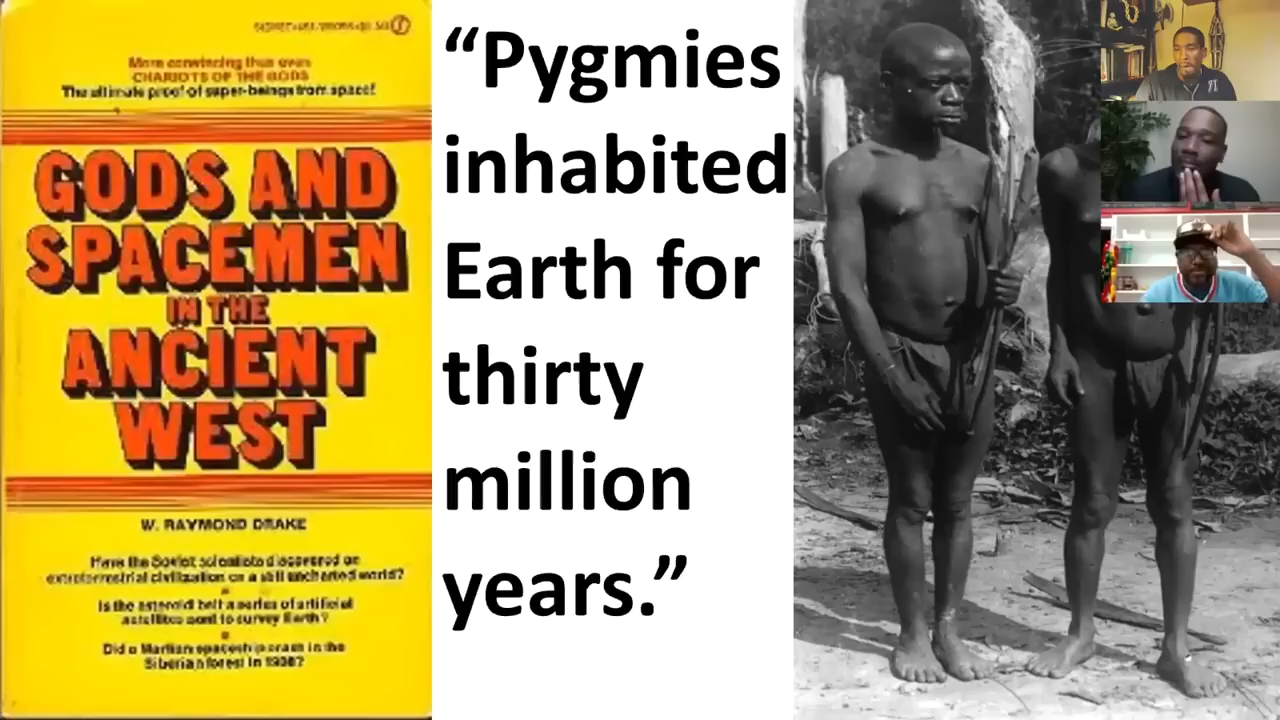 More convincing than even
CHARIOTS OF THE GODS
The ultimate proof of super-beings from space!
GODS AND
SPACEMEN
IN THE
ANCIENT
WEST
W. RAYMOND DRAKE
Have the Soviet scientists discovered an
extraterrestrial civilization on a still uncharted world?
Is the asteroid belt a series of artificial
satellites sent to survey Earth?
Did a Martian spaceship crash in the
Siberian forest in 1908?
“Pygmies
inhabited
Earth for
thirty
million
years.”